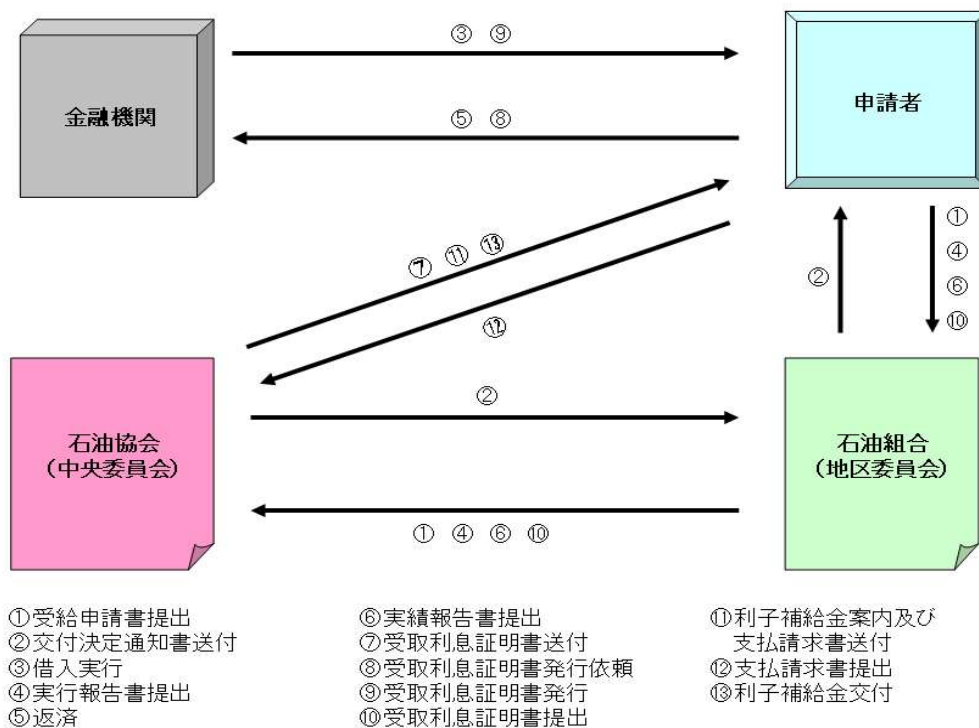 ③ ⑨
金融機関
申請者
⑤ ⑧
①
④
⑥
⑩
②
⑦ ⑪ ⑬
⑫
②
石油協会
(中央委員会)
石油組合
(地区委員会)
① ④ ⑥ ⑩
①受給申請書提出
②交付決定通知書送付
③借入実行
④実行報告書提出
⑤返済
⑥実績報告書提出
⑦受取利息証明書送付
⑧受取利息証明書発行依頼
⑨受取利息証明書発行
⑩受取利息証明書提出
⑪利子補給金案内及び
支払請求書送付
⑫支払請求書提出
⑬利子補給金交付